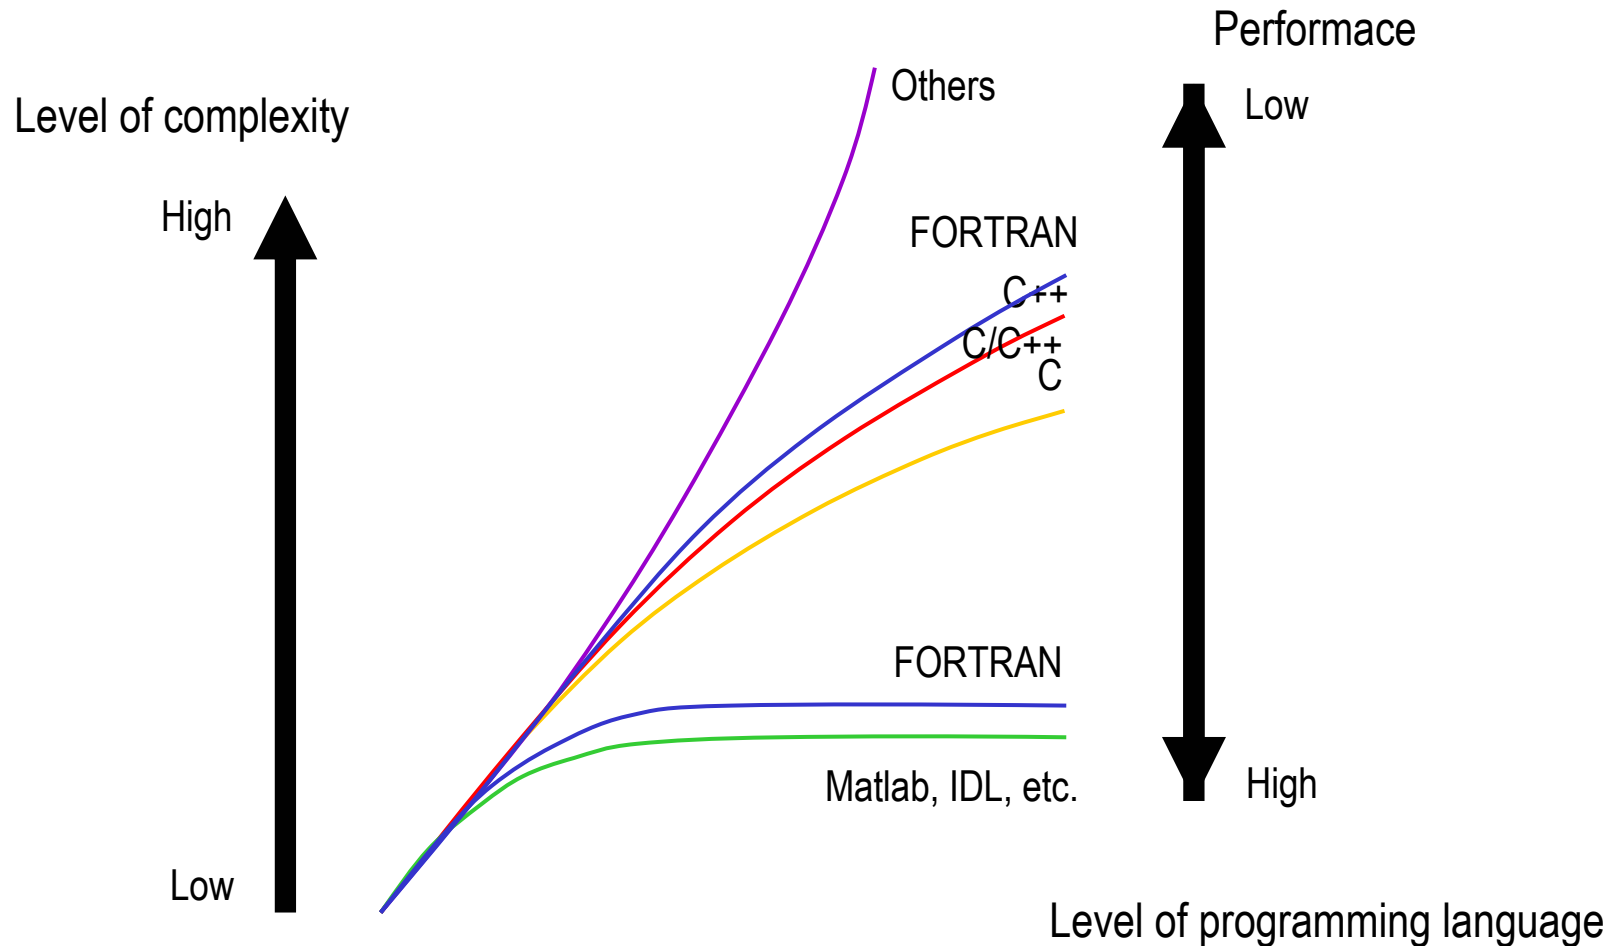 Performace
Others
Low
Level of complexity
High
FORTRAN
C++
C/C++
C
FORTRAN
Matlab, IDL, etc.
High
Low
Level of programming language